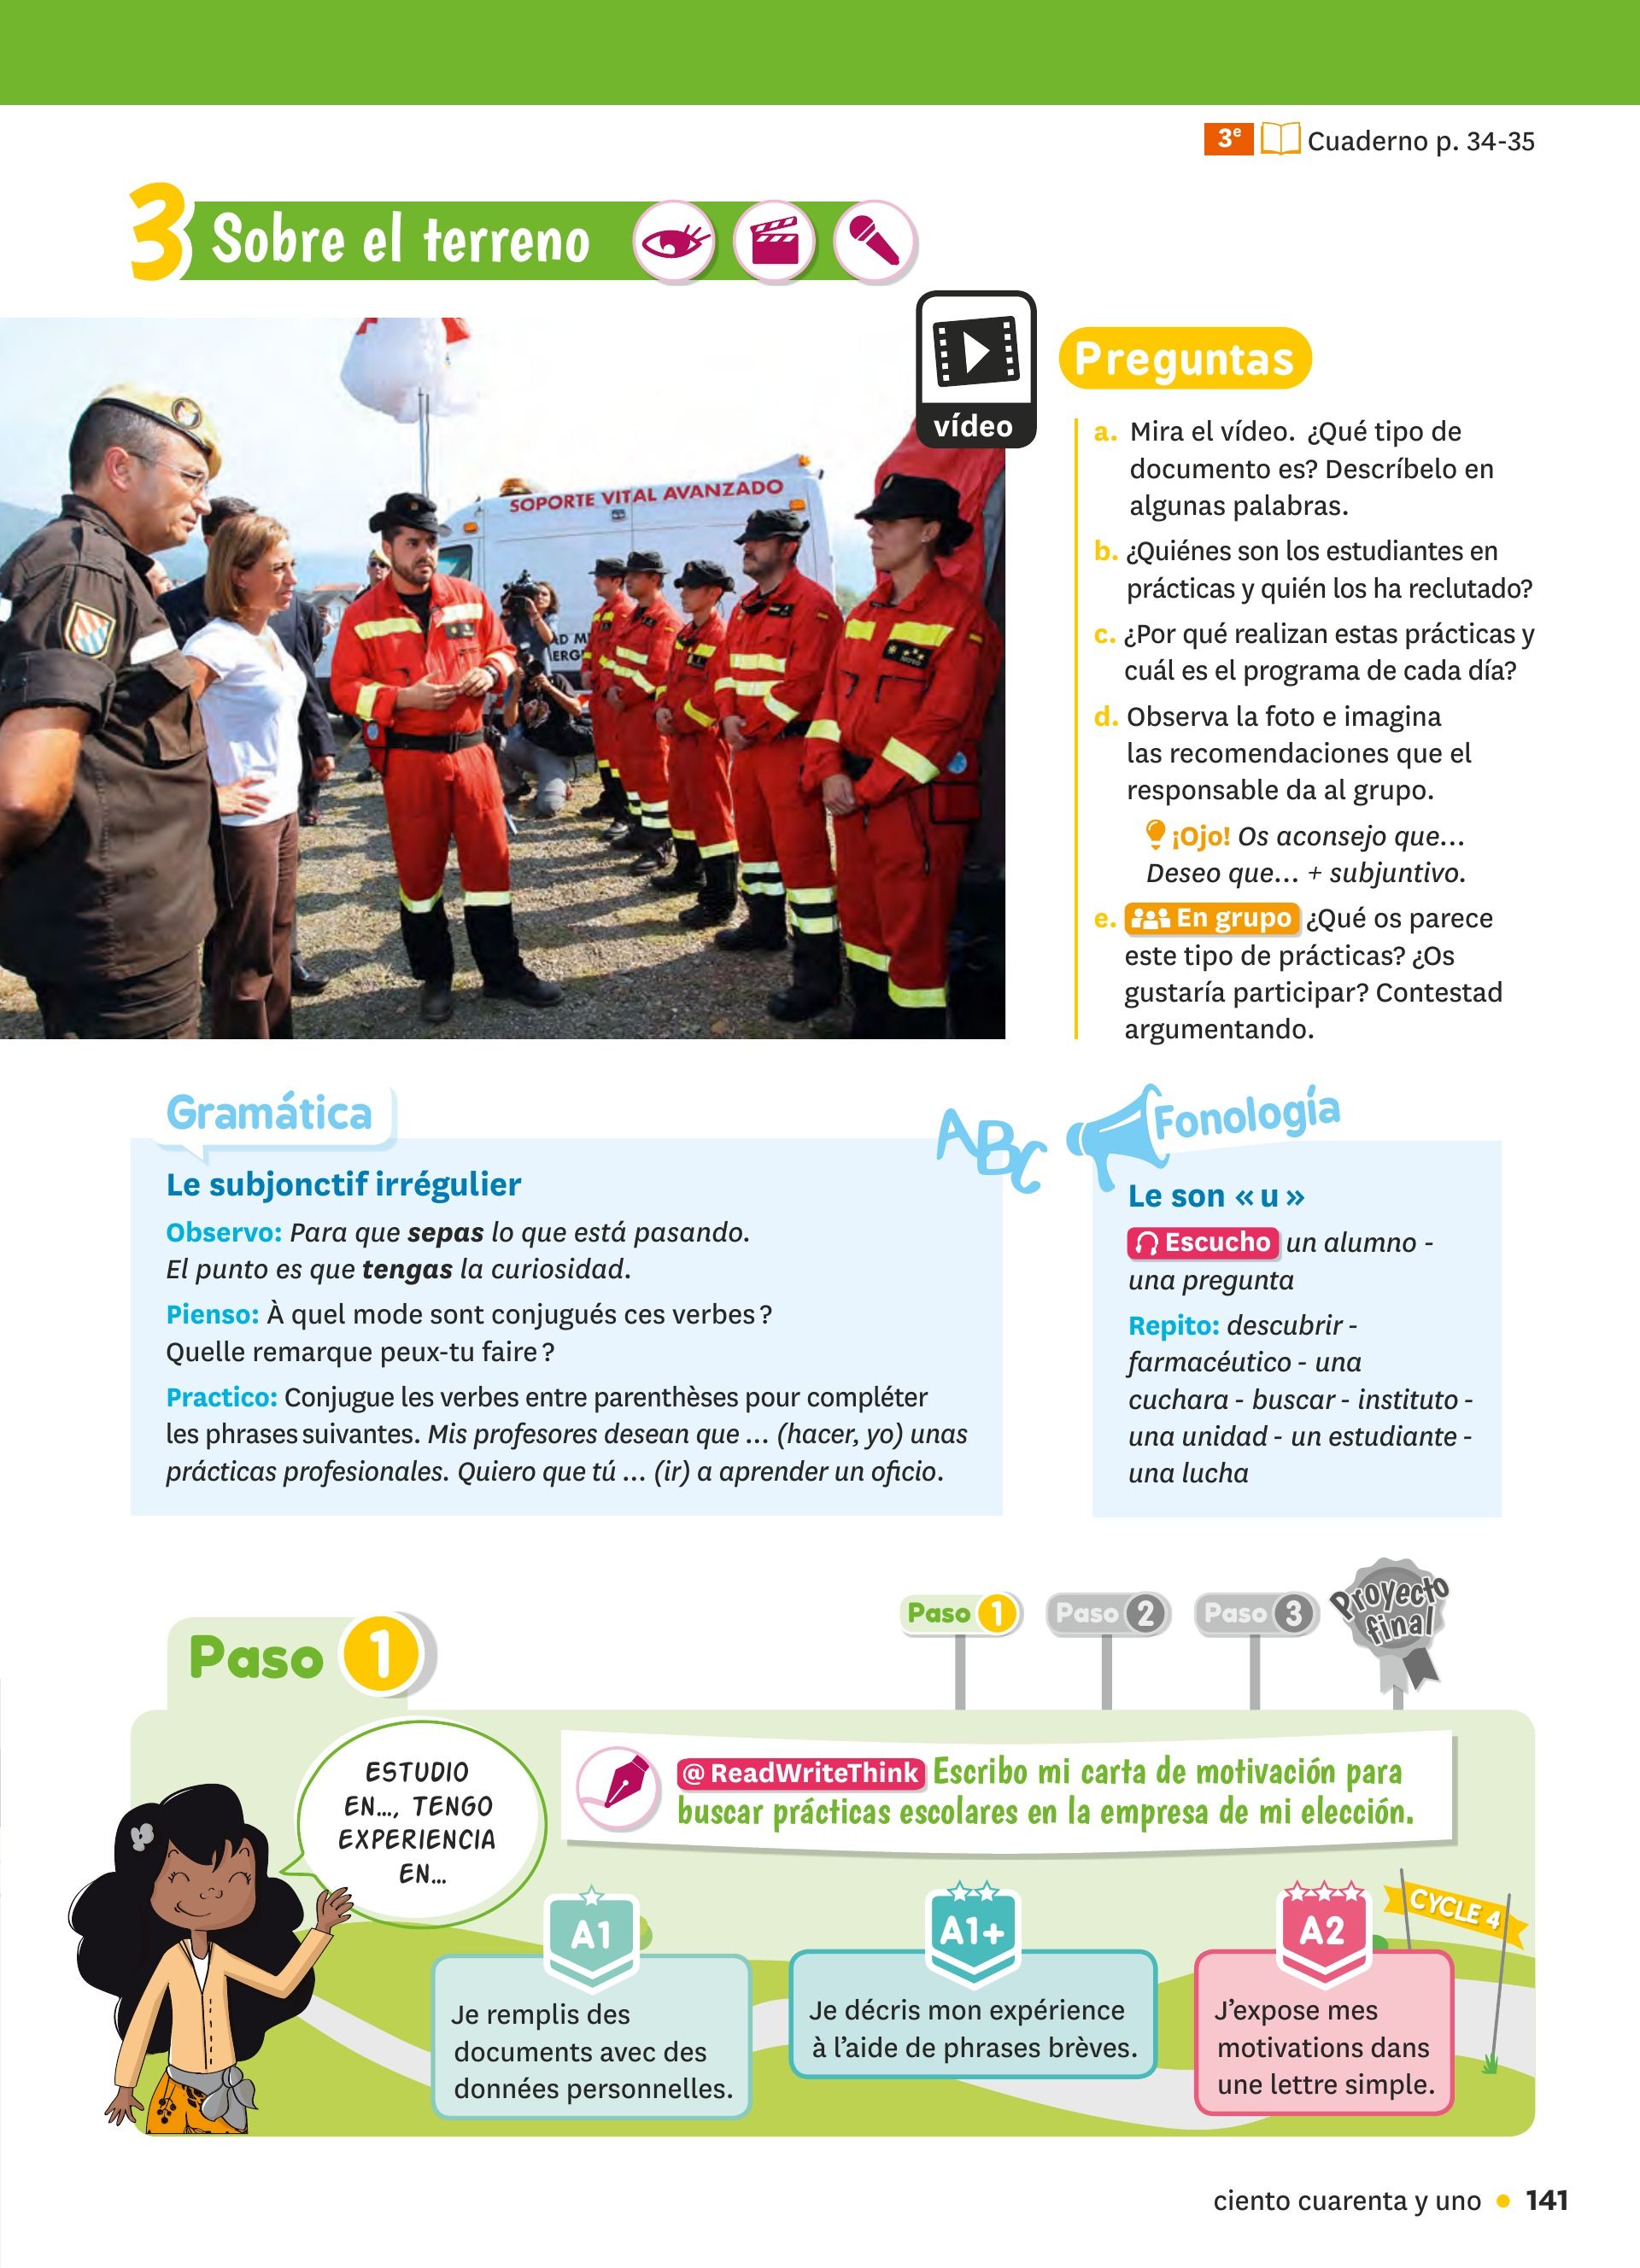 3e Cuaderno p. 34-35
3 Sobre el terreno
SOPORTE VITAL AVANZADO
vídeo
Preguntas
a. Mira el vídeo. ¿Qué tipo de
documento es? Descríbelo en
algunas palabras.
b. ¿Quiénes son los estudiantes en
prácticas y quién los ha reclutado?
c. ¿Por qué realizan estas prácticas y
cuál es el programa de cada día?
d. Observa la foto e imagina
las recomendaciones que el
responsable da al grupo.
¡Ojo! Os aconsejo que...
Deseo que... + subjuntivo.
e. En grupo ¿Qué os parece
este tipo de prácticas? ¿Os
gustaría participar? Contestad
argumentando.
Gramática
Le subjonctif irrégulier
Observo: Para que sepas lo que está pasando.
El punto es que tengas la curiosidad.
Pienso: À quel mode sont conjugués ces verbes ?
Quelle remarque peux-tu faire ?
Practico: Conjugue les verbes entre parenthèses pour compléter
les phrases suivantes. Mis profesores desean que ... (hacer, yo) unas
prácticas profesionales. Quiero que tú ... (ir) a aprender un oficio.
ABC
Fonología
Le son « u »
Escucho un alumno -
una pregunta
Repito: descubrir -
farmacéutico - una
cuchara - buscar - instituto -
una unidad - un estudiante -
una lucha
Paso 1
Paso 2
Paso 3
Proyecto
final
Paso 1
ESTUDIO
EN..., TENGO
EXPERIENCIA
EN...
@ ReadWriteThink Escribo mi carta de motivación para
buscar prácticas escolares en la empresa de mi elección.
A1
Je remplis des
documents avec des
données personnelles.
A1+
Je décris mon expérience
à l'aide de phrases brèves.
A2
J'expose mes
motivations dans
une lettre simple.
CYCLE 4
ciento cuarenta y uno • 141